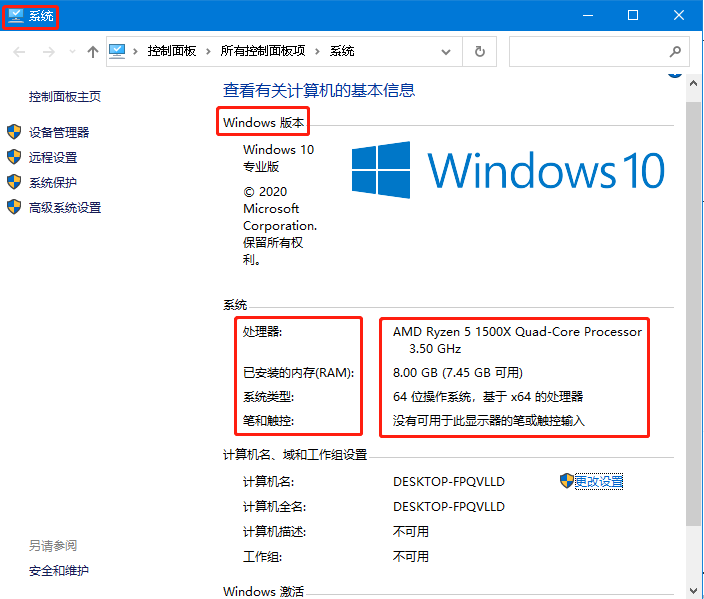 系统
控制面板 › 所有控制面板项 › 系统
控制面板主页
设备管理器
远程设置
系统保护
高级系统设置
查看有关计算机的基本信息
Windows 版本
Windows 10
专业版
© 2020
Microsoft
Corporation.
保留所有权
利。
Windows 10
系统
处理器: AMD Ryzen 5 1500X Quad-Core Processor
3.50 GHz
已安装的内存(RAM): 8.00 GB (7.45 GB 可用)
系统类型: 64 位操作系统, 基于 x64 的处理器
笔和触控: 没有可用于此显示器的笔或触控输入
计算机名、域和工作组设置
计算机名: DESKTOP-FPQVLLD 更改设置
计算机全名: DESKTOP-FPQVLLD
计算机描述: 不可用
工作组: 不可用
Windows 激活
另请参阅
安全和维护